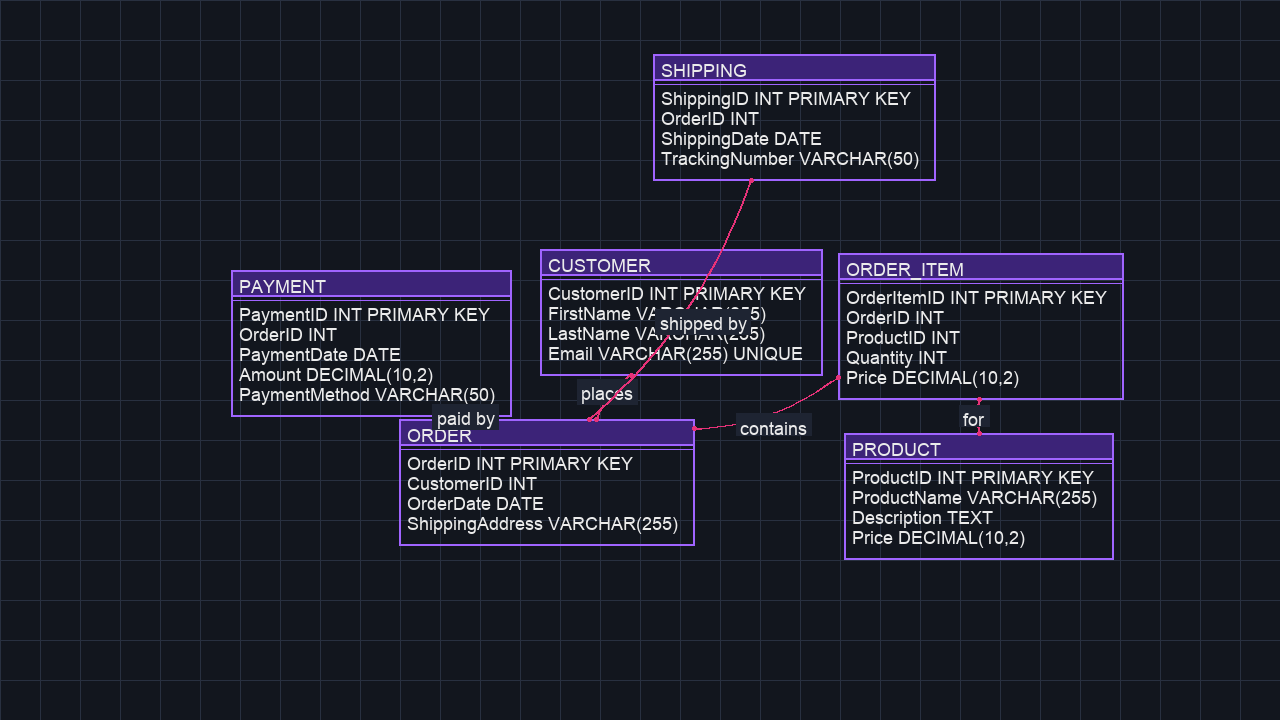 SHIPPING
ShippingID INT PRIMARY KEY
OrderID INT
ShippingDate DATE
TrackingNumber VARCHAR(50)
CUSTOMER
CustomerID INT PRIMARY KEY
FirstName VARCHAR(255)
LastName VARCHAR(255)
Email VARCHAR(255) UNIQUE
shipped by
ORDER_ITEM
OrderItemID INT PRIMARY KEY
OrderID INT
ProductID INT
Quantity INT
Price DECIMAL(10,2)
PAYMENT
PaymentID INT PRIMARY KEY
OrderID INT
PaymentDate DATE
Amount DECIMAL(10,2)
PaymentMethod VARCHAR(50)
places
paid by
contains
for
ORDER
OrderID INT PRIMARY KEY
CustomerID INT
OrderDate DATE
ShippingAddress VARCHAR(255)
PRODUCT
ProductID INT PRIMARY KEY
ProductName VARCHAR(255)
Description TEXT
Price DECIMAL(10,2)